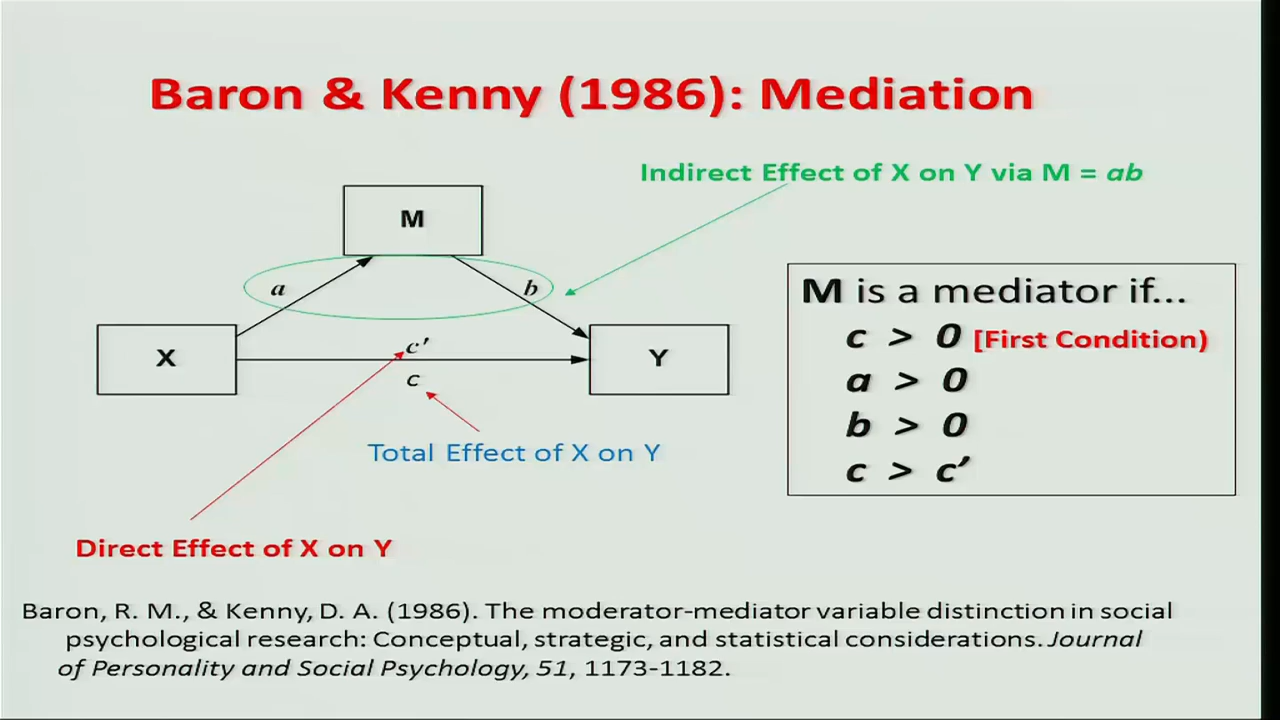 Baron & Kenny (1986): Mediation
Indirect Effect of X on Y via M = ab
M
a
b
X
c′
Y
c
Total Effect of X on Y
Direct Effect of X on Y
M is a mediator if...
c > 0 [First Condition)
a > 0
b > 0
c > c′
Baron, R. M., & Kenny, D. A. (1986). The moderator-mediator variable distinction in social
psychological research: Conceptual, strategic, and statistical considerations. Journal
of Personality and Social Psychology, 51, 1173-1182.